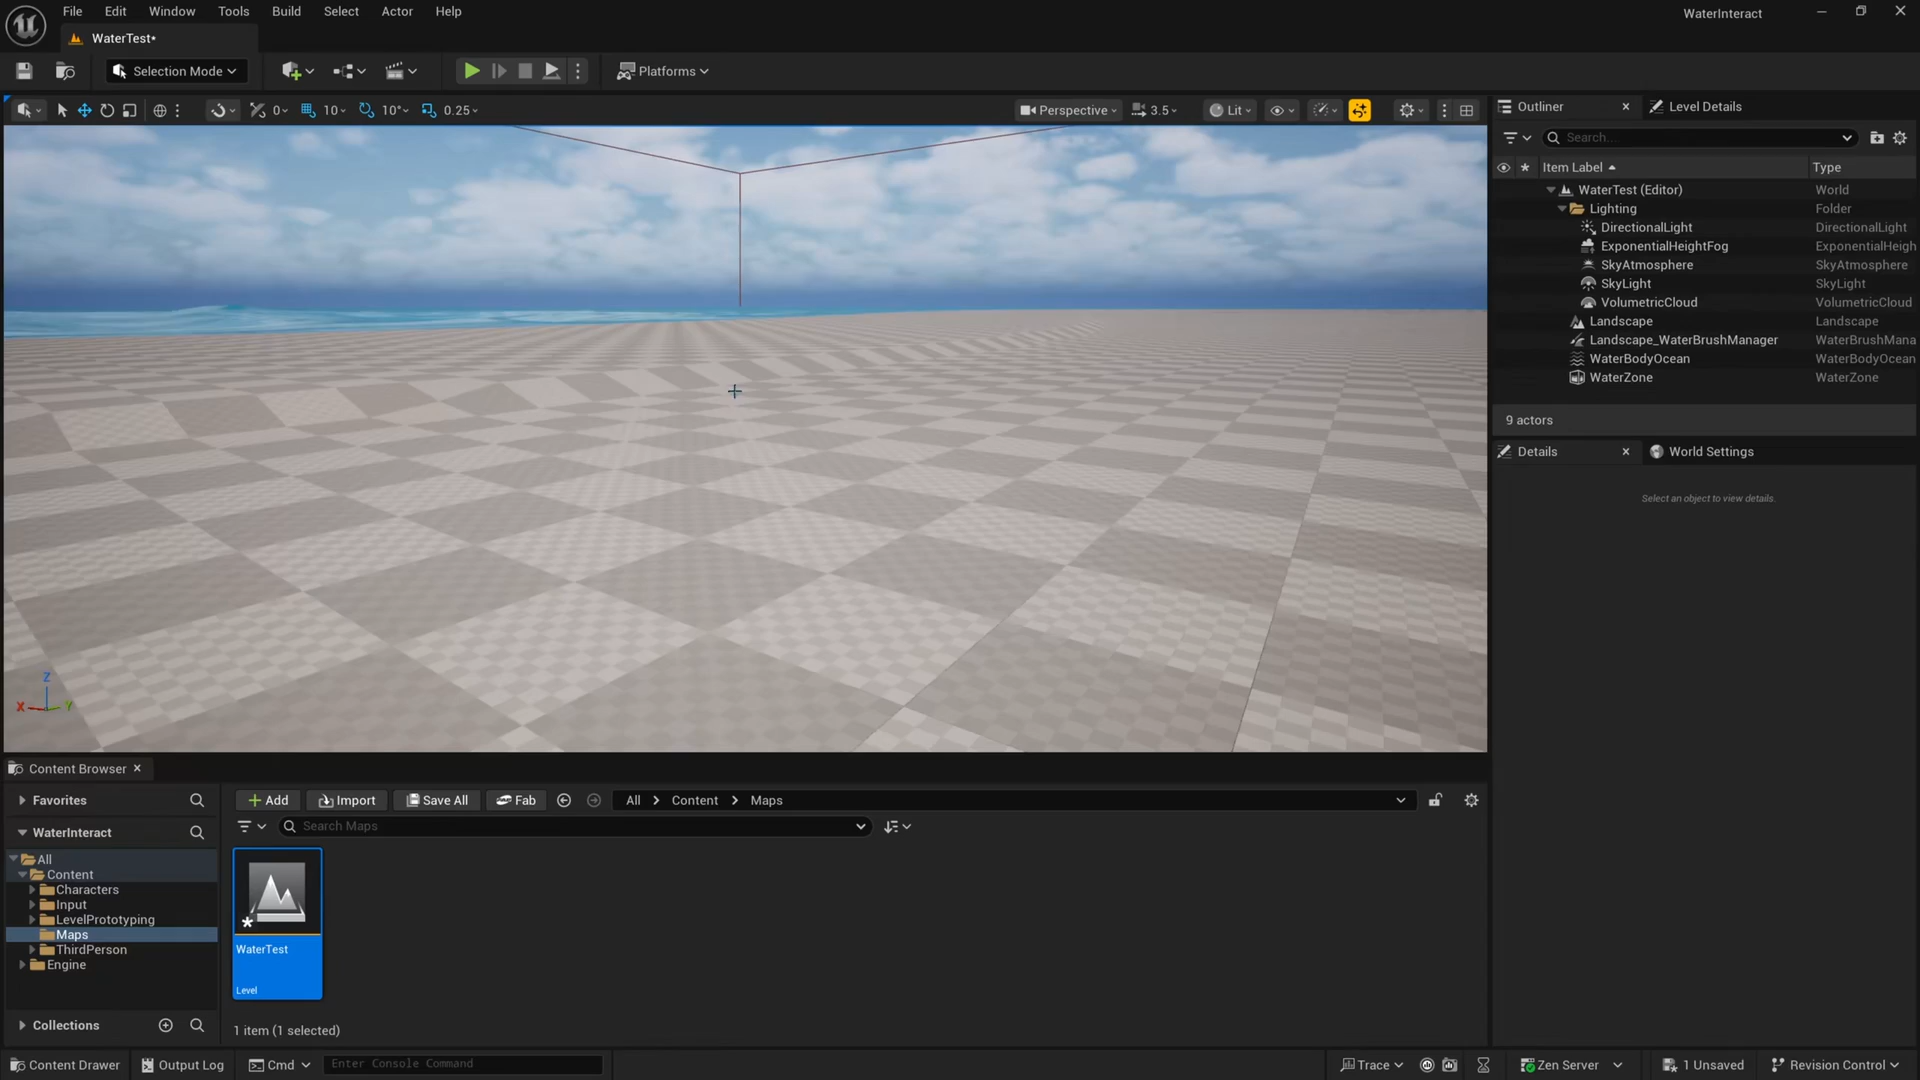 File Edit Window Tools Build Select Actor Help
WaterInteract
WaterTest*
Selection Mode
Platforms
0 10 10° 0.25
Perspective 3.5 Lit
Outliner
Level Details
Search...
Item Label Type
WaterTest (Editor) World
Lighting Folder
DirectionalLight DirectionalLight
ExponentialHeightFog ExponentialHeigh
SkyAtmosphere SkyAtmosphere
SkyLight SkyLight
VolumetricCloud VolumetricCloud
Landscape Landscape
Landscape_WaterBrushManager WaterBrushMana
WaterBodyOcean WaterBodyOcean
WaterZone WaterZone
9 actors
Details
World Settings
Select an object to view details.
Z
X Y
Content Browser
Favorites
Add Import Save All Fab All Content Maps
WaterInteract
Search Maps
All
Content
Characters
Input
LevelPrototyping
Maps
ThirdPerson
Engine
WaterTest
Level
Collections
1 item (1 selected)
Content Drawer Output Log Cmd Enter Console Command
Trace Zen Server 1 Unsaved Revision Control